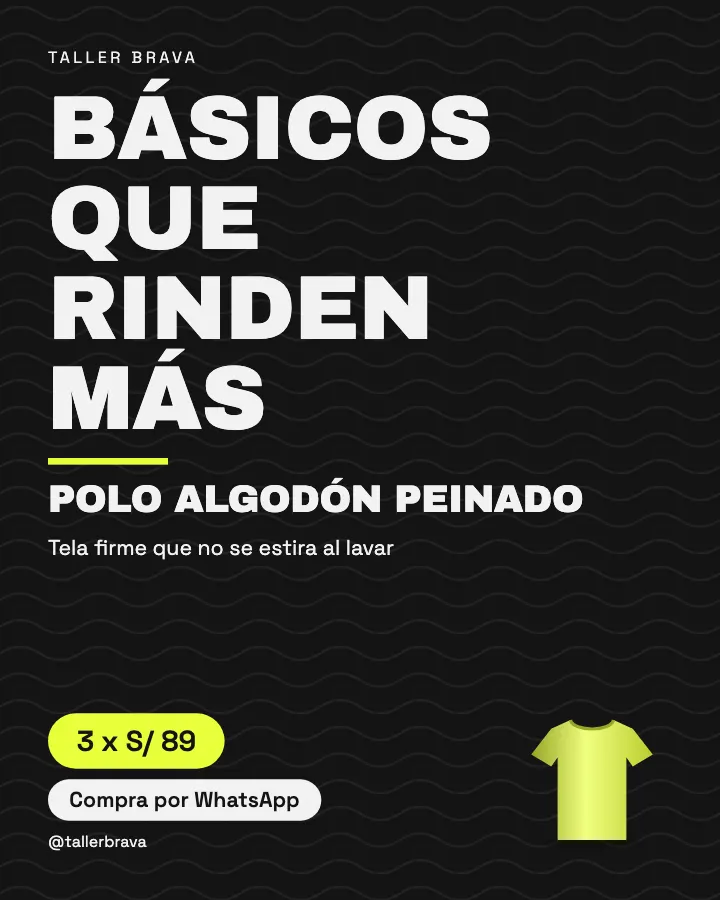 TALLER BRAVA
BÁSICOS
QUE
RINDEN
MÁS
POLO ALGODÓN PEINADO
Tela firme que no se estira al lavar
3 x S/ 89
Compra por WhatsApp
@tallerbrava